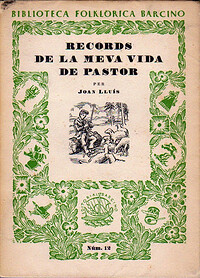 BIBLIOTECA FOLKLÒRICA BARCINO
RECORDS
DE LA MEVA VIDA
DE PASTOR
PER
JOAN LLUÍS
Núm. 12